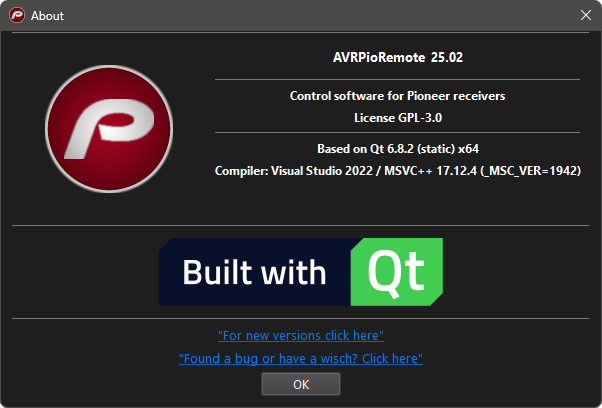 About
AVRPioRemote 25.02
Control software for Pioneer receivers
License GPL-3.0
Based on Qt 6.8.2 (static) x64
Compiler: Visual Studio 2022 / MSVC++ 17.12.4 (_MSC_VER=1942)
Built with Qt
"For new versions click here"
"Found a bug or have a wisch? Click here"
OK